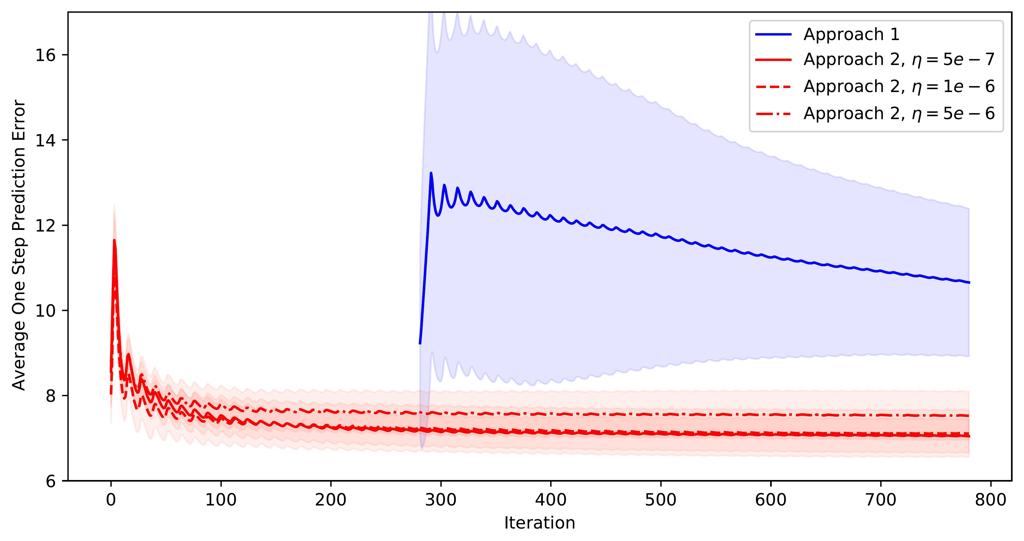 Average One Step Prediction Error
16
14
12
10
8
6
0
100
200
300
400
500
600
700
800
Iteration
Approach 1
Approach 2, η = 5e − 7
Approach 2, η = 1e − 6
Approach 2, η = 5e − 6